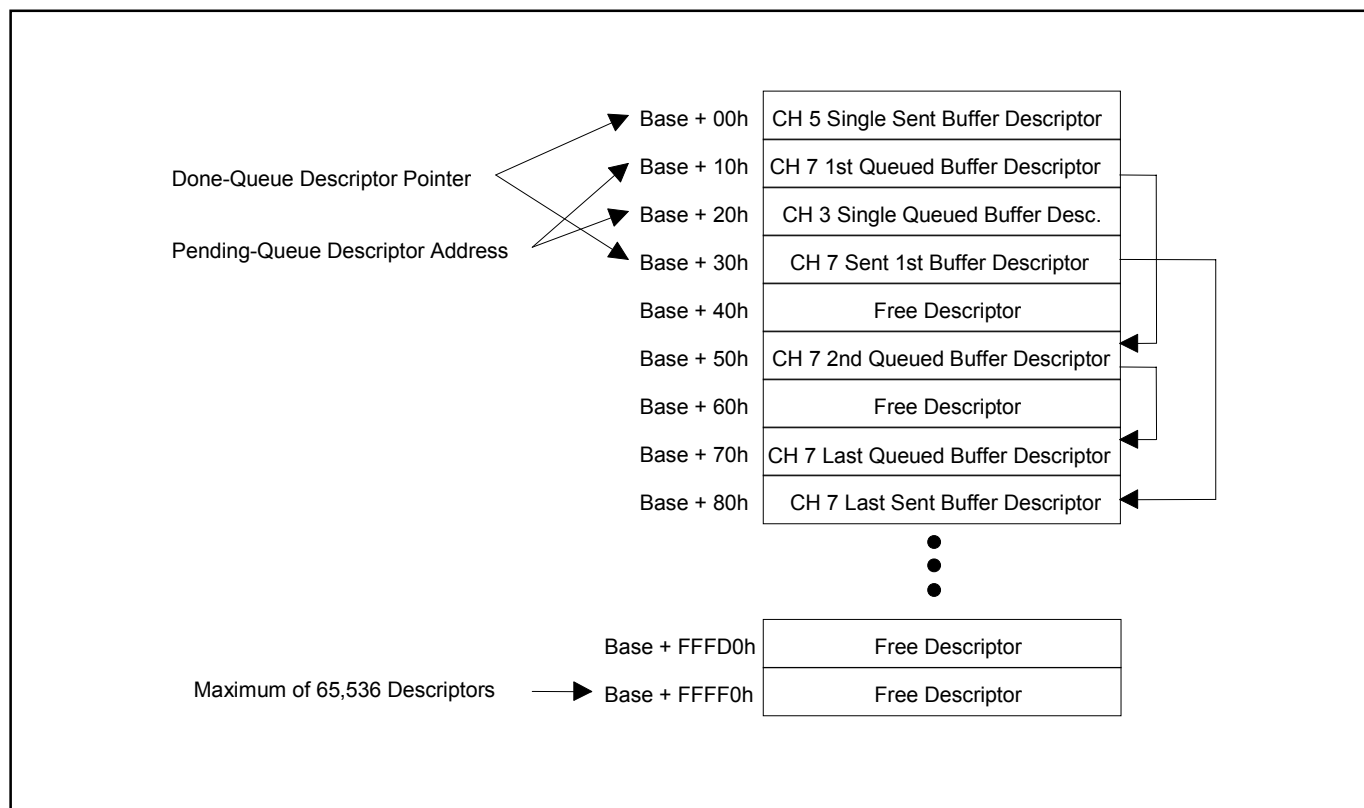 Base + 00h CH 5 Single Sent Buffer Descriptor
Done-Queue Descriptor Pointer
Base + 10h CH 7 1st Queued Buffer Descriptor
Base + 20h CH 3 Single Queued Buffer Desc.
Pending-Queue Descriptor Address
Base + 30h CH 7 Sent 1st Buffer Descriptor
Base + 40h Free Descriptor
Base + 50h CH 7 2nd Queued Buffer Descriptor
Base + 60h Free Descriptor
Base + 70h CH 7 Last Queued Buffer Descriptor
Base + 80h CH 7 Last Sent Buffer Descriptor
Base + FFFD0h Free Descriptor
Maximum of 65,536 Descriptors
Base + FFFF0h Free Descriptor